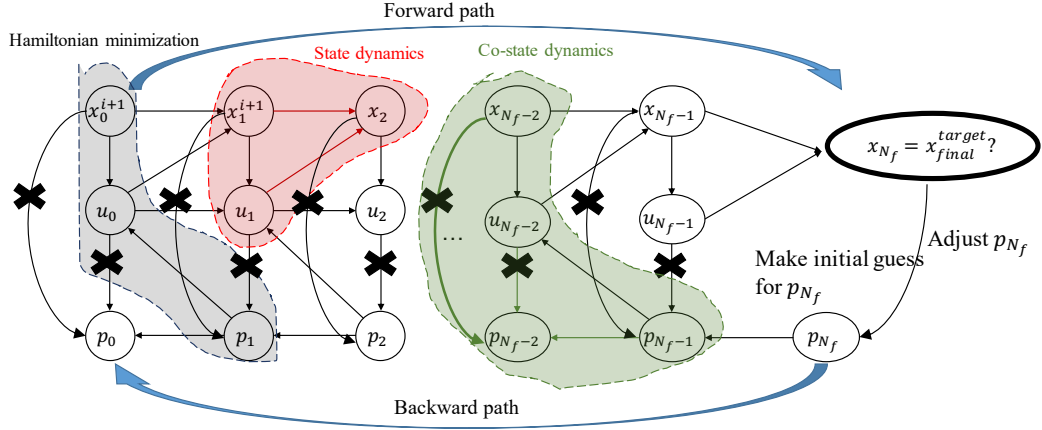 Forward path
Hamiltonian minimization
State dynamics
Co-state dynamics
x_0^{i+1}
x_1^{i+1}
x_2
x_{N_f-2}
x_{N_f-1}
x_{N_f} = x_{final}^{target}?
u_0
u_1
u_2
...
u_{N_f-2}
u_{N_f-1}
Adjust p_{N_f}
Make initial guess
for p_{N_f}
p_0
p_1
p_2
p_{N_f-2}
p_{N_f-1}
p_{N_f}
Backward path